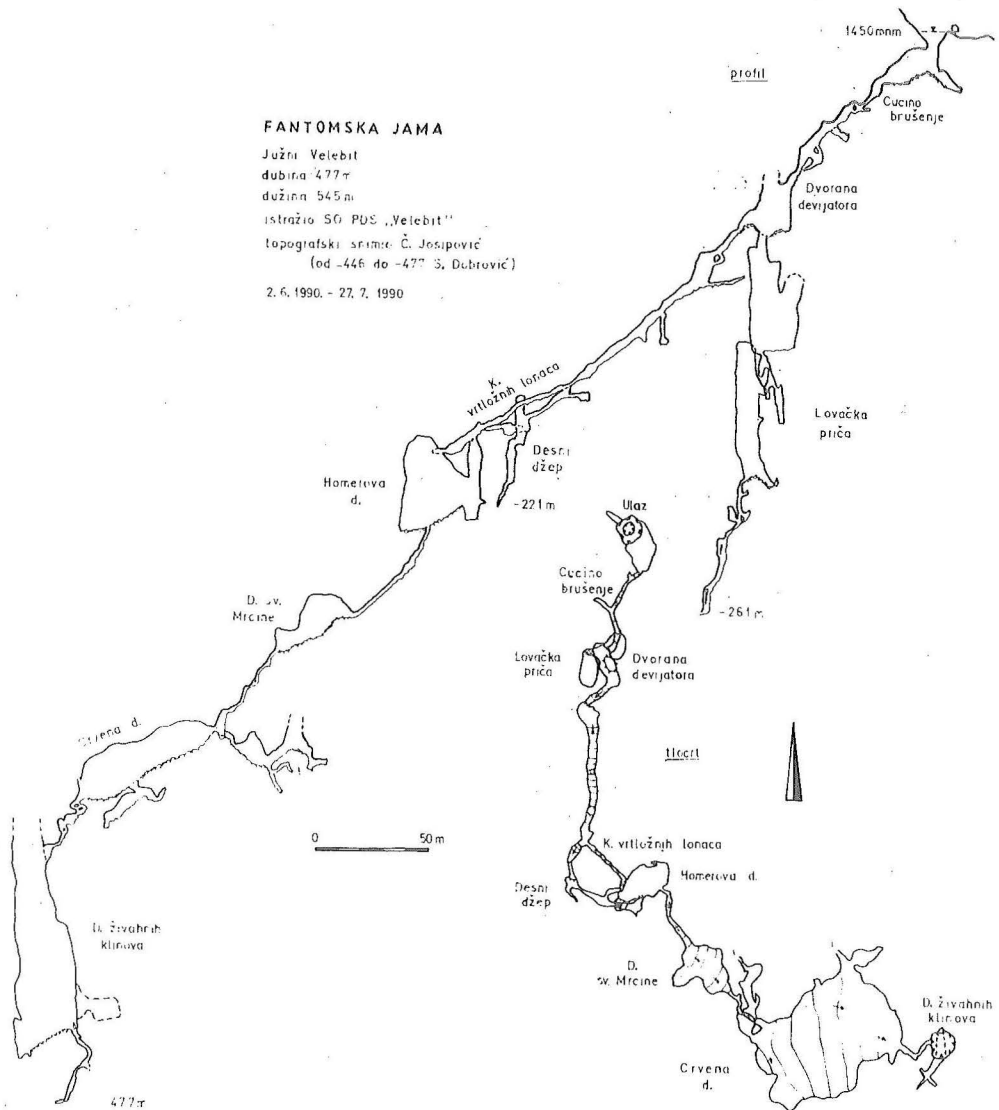 1450mnm
profil
Cucino
brušenje
FANTOMSKA JAMA
Južni Velebit
dubina 477m
dužina 545m
istražio SO PDS „Velebit"
topografski snimio Č. Josipović
(od -446 do -477 S. Dobrović)
2.6.1990. - 27.7.1990
Dvorana
devijatora
K.
vrtložnih lonaca
Lovačka
priča
Desni
džep
Homerova
d.
-221m
Ulaz
Cucino
brušenje
-261m
D. sv.
Mrcine
Lovačka
priča
Dvorana
devijatora
Crvena d.
tlocrt
0 50m
K. vrtložnih lonaca
Homerova d.
Desni
džep
D. živahnih
klinova
D.
sv. Mrcine
D. živahnih
klinova
Crvena
d.
477m